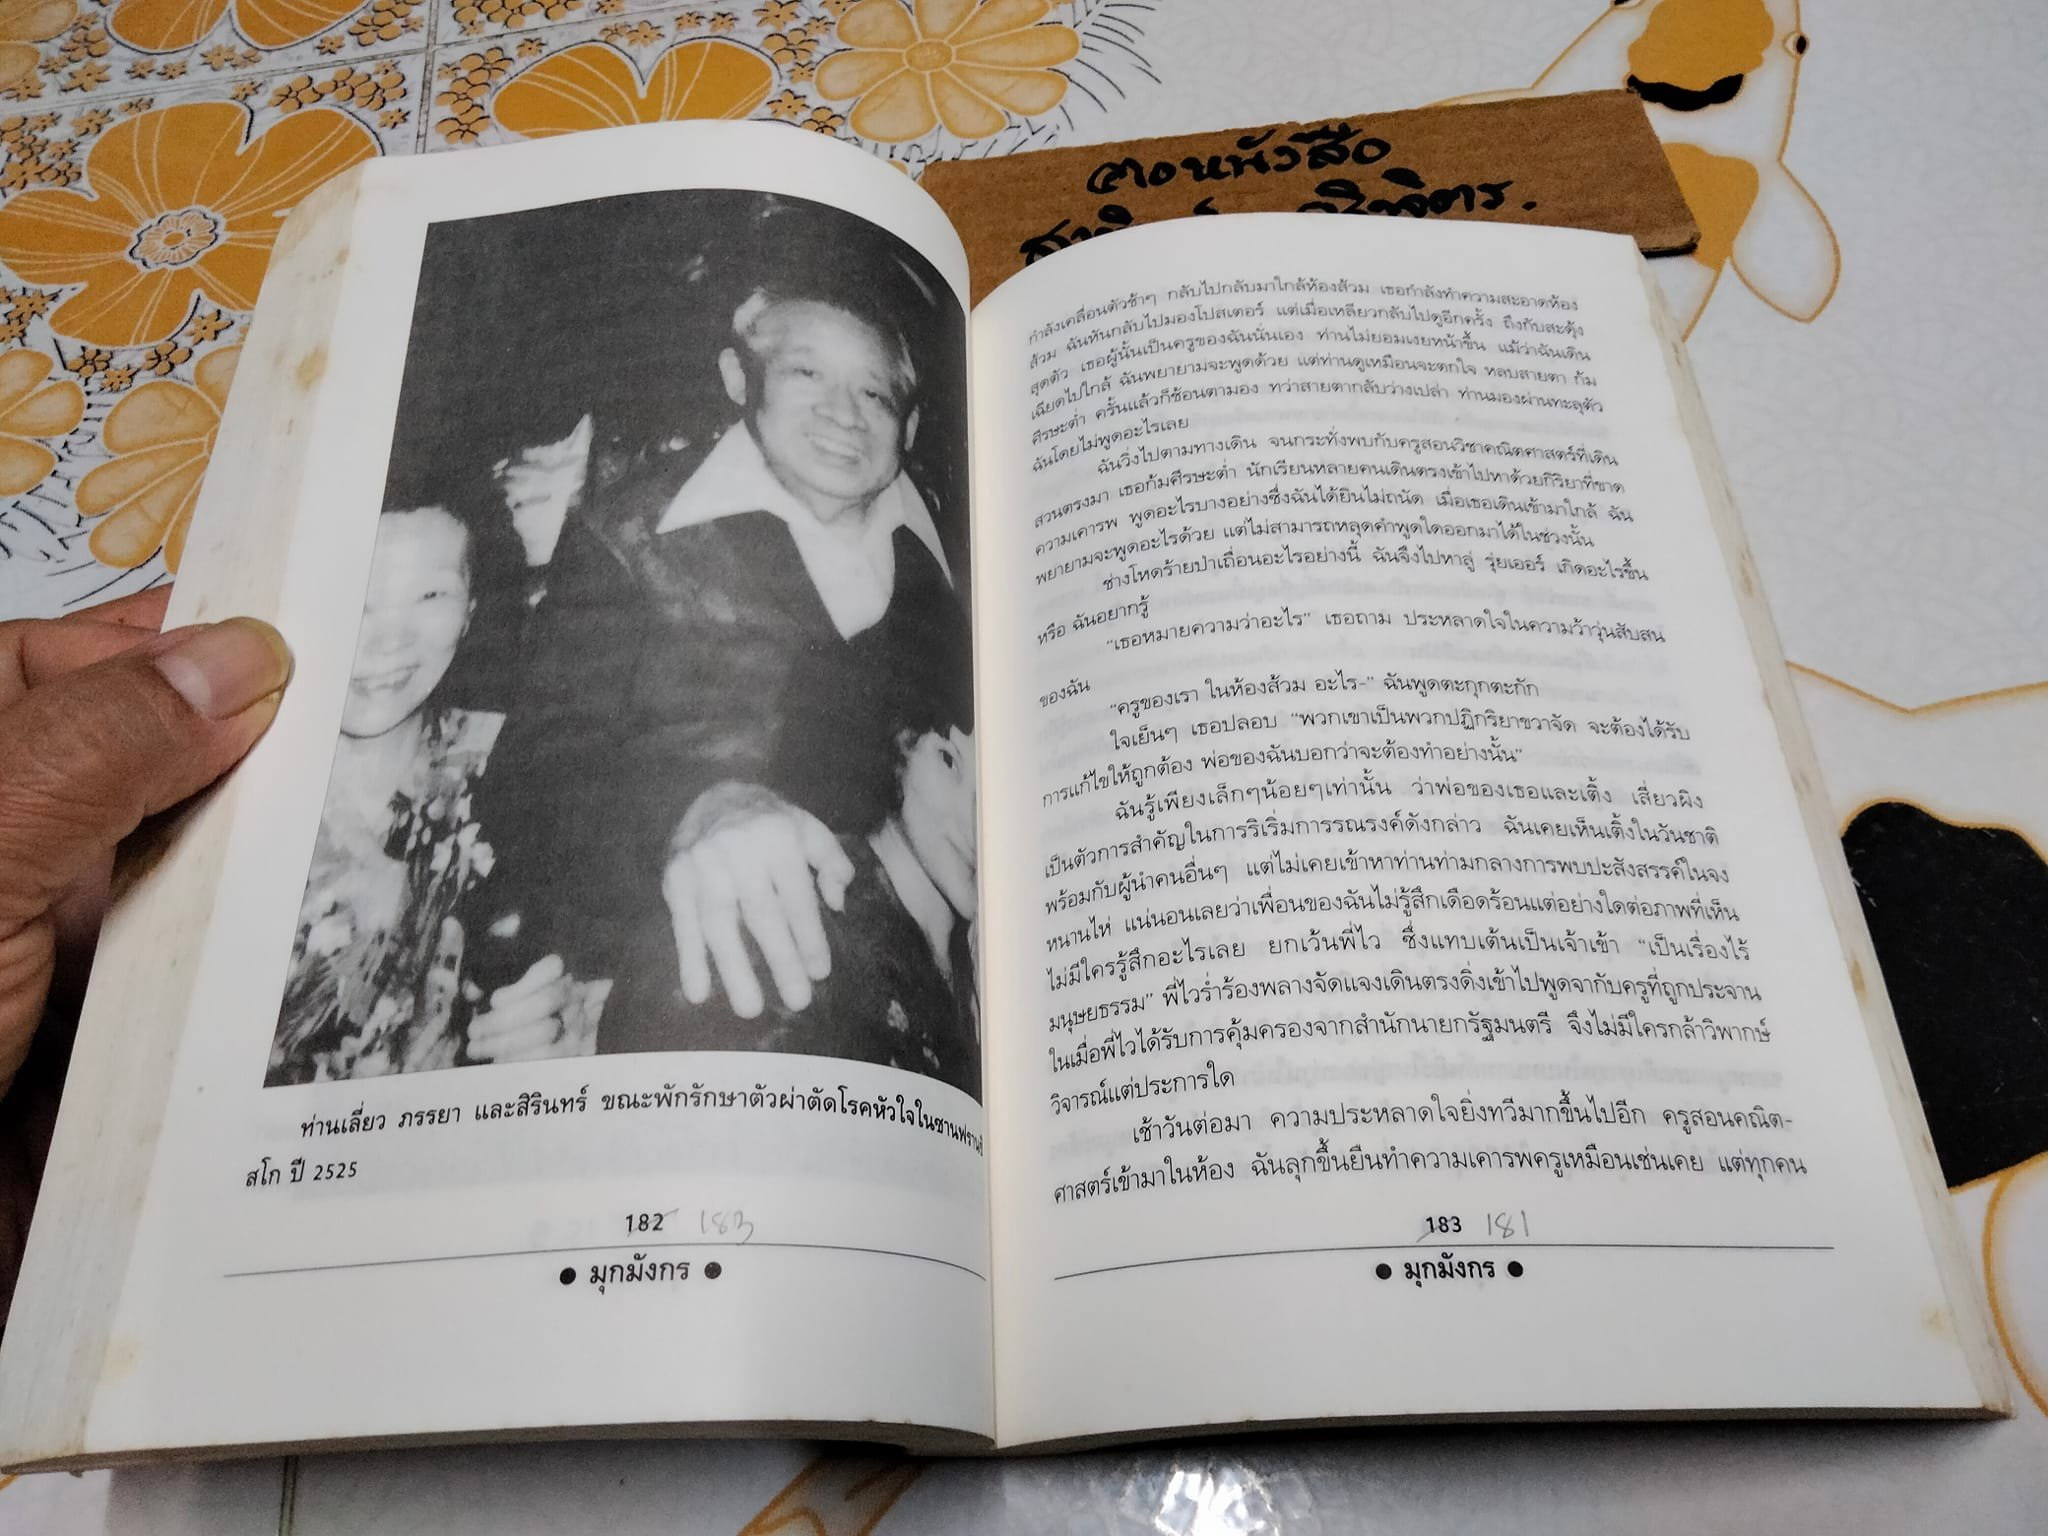 ฅอหนังสือ
ท่านเลี่ยว ภรรยา และสิรินทร์ ขณะพักรักษาตัวผ่าตัดโรคหัวใจในซานฟรานซิ
สโก ปี 2525
182 183
● มุกมังกร ●
กำลังเคลื่อนตัวช้าๆ กลับไปกลับมาใกล้ห้องส้วม เธอกำลังทำความสะอาดห้อง
ส้วม ฉันหันกลับไปมองโปสเตอร์ แต่เมื่อเหลียวกลับไปดูอีกครั้ง ถึงกับสะดุ้ง
สุดตัว เธอผู้นั้นเป็นครูของฉันนั่นเอง ท่านไม่ยอมเงยหน้าขึ้น แม้ว่าฉันเดิน
เฉียดไปใกล้ ฉันพยายามจะพูดด้วย แต่ท่านดูเหมือนจะตกใจ หลบสายตา ก้ม
ศีรษะต่ำ ครั้นแล้วก็ช้อนตามอง ทว่าสายตากลับว่างเปล่า ท่านมองผ่านทะลุตัว
ฉันโดยไม่พูดอะไรเลย
ฉันวิ่งไปตามทางเดิน จนกระทั่งพบกับครูสอนวิชาคณิตศาสตร์ที่เดิน
สวนตรงมา เธอก้มศีรษะต่ำ นักเรียนหลายคนเดินตรงเข้าไปหาด้วยกิริยาที่ขาด
ความเคารพ พูดอะไรบางอย่างซึ่งฉันได้ยินไม่ถนัด เมื่อเธอเดินเข้ามาใกล้ ฉัน
พยายามจะพูดอะไรด้วย แต่ไม่สามารถหลุดคำพูดใดออกมาได้ในช่วงนั้น
ช่างโหดร้ายป่าเถื่อนอะไรอย่างนี้ ฉันจึงไปหาลู่ รุ่ยเออร์ เกิดอะไรขึ้น
หรือ ฉันอยากรู้
“เธอหมายความว่าอะไร” เธอถาม ประหลาดใจในความว้าวุ่นสับสน
ของฉัน
“ครูของเรา ในห้องส้วม อะไร-” ฉันพูดตะกุกตะกัก
ใจเย็นๆ เธอปลอบ “พวกเขาเป็นพวกปฏิกริยาขวาจัด จะต้องได้รับ
การแก้ไขให้ถูกต้อง พ่อของฉันบอกว่าจะต้องทำอย่างนั้น”
ฉันรู้เพียงเล็กๆน้อยๆเท่านั้น ว่าพ่อของเธอและเติ้ง เสี่ยวผิง
เป็นตัวการสำคัญในการริเริ่มการรณรงค์ดังกล่าว ฉันเคยเห็นเติ้งในวันชาติ
พร้อมกับผู้นำคนอื่นๆ แต่ไม่เคยเข้าหาท่านท่ามกลางการพบปะสังสรรค์ในจง
หนานไห่ แน่นอนเลยว่าเพื่อนของฉันไม่รู้สึกเดือดร้อนแต่อย่างใดต่อภาพที่เห็น
ไม่มีใครรู้สึกอะไรเลย ยกเว้นพี่ไว ซึ่งแทบเต้นเป็นเจ้าเข้า “เป็นเรื่องไร้
มนุษยธรรม” พี่ไวร่ำร้องพลางจัดแจงเดินตรงดิ่งเข้าไปพูดจากับครูที่ถูกประจาน
ในเมื่อพี่ไวได้รับการคุ้มครองจากสำนักนายกรัฐมนตรี จึงไม่มีใครกล้าวิพากษ์
วิจารณ์แต่ประการใด
เช้าวันต่อมา ความประหลาดใจยิ่งทวีมากขึ้นไปอีก ครูสอนคณิต-
ศาสตร์เข้ามาในห้อง ฉันลุกขึ้นยืนทำความเคารพครูเหมือนเช่นเคย แต่ทุกคน
183 181
● มุกมังกร ●